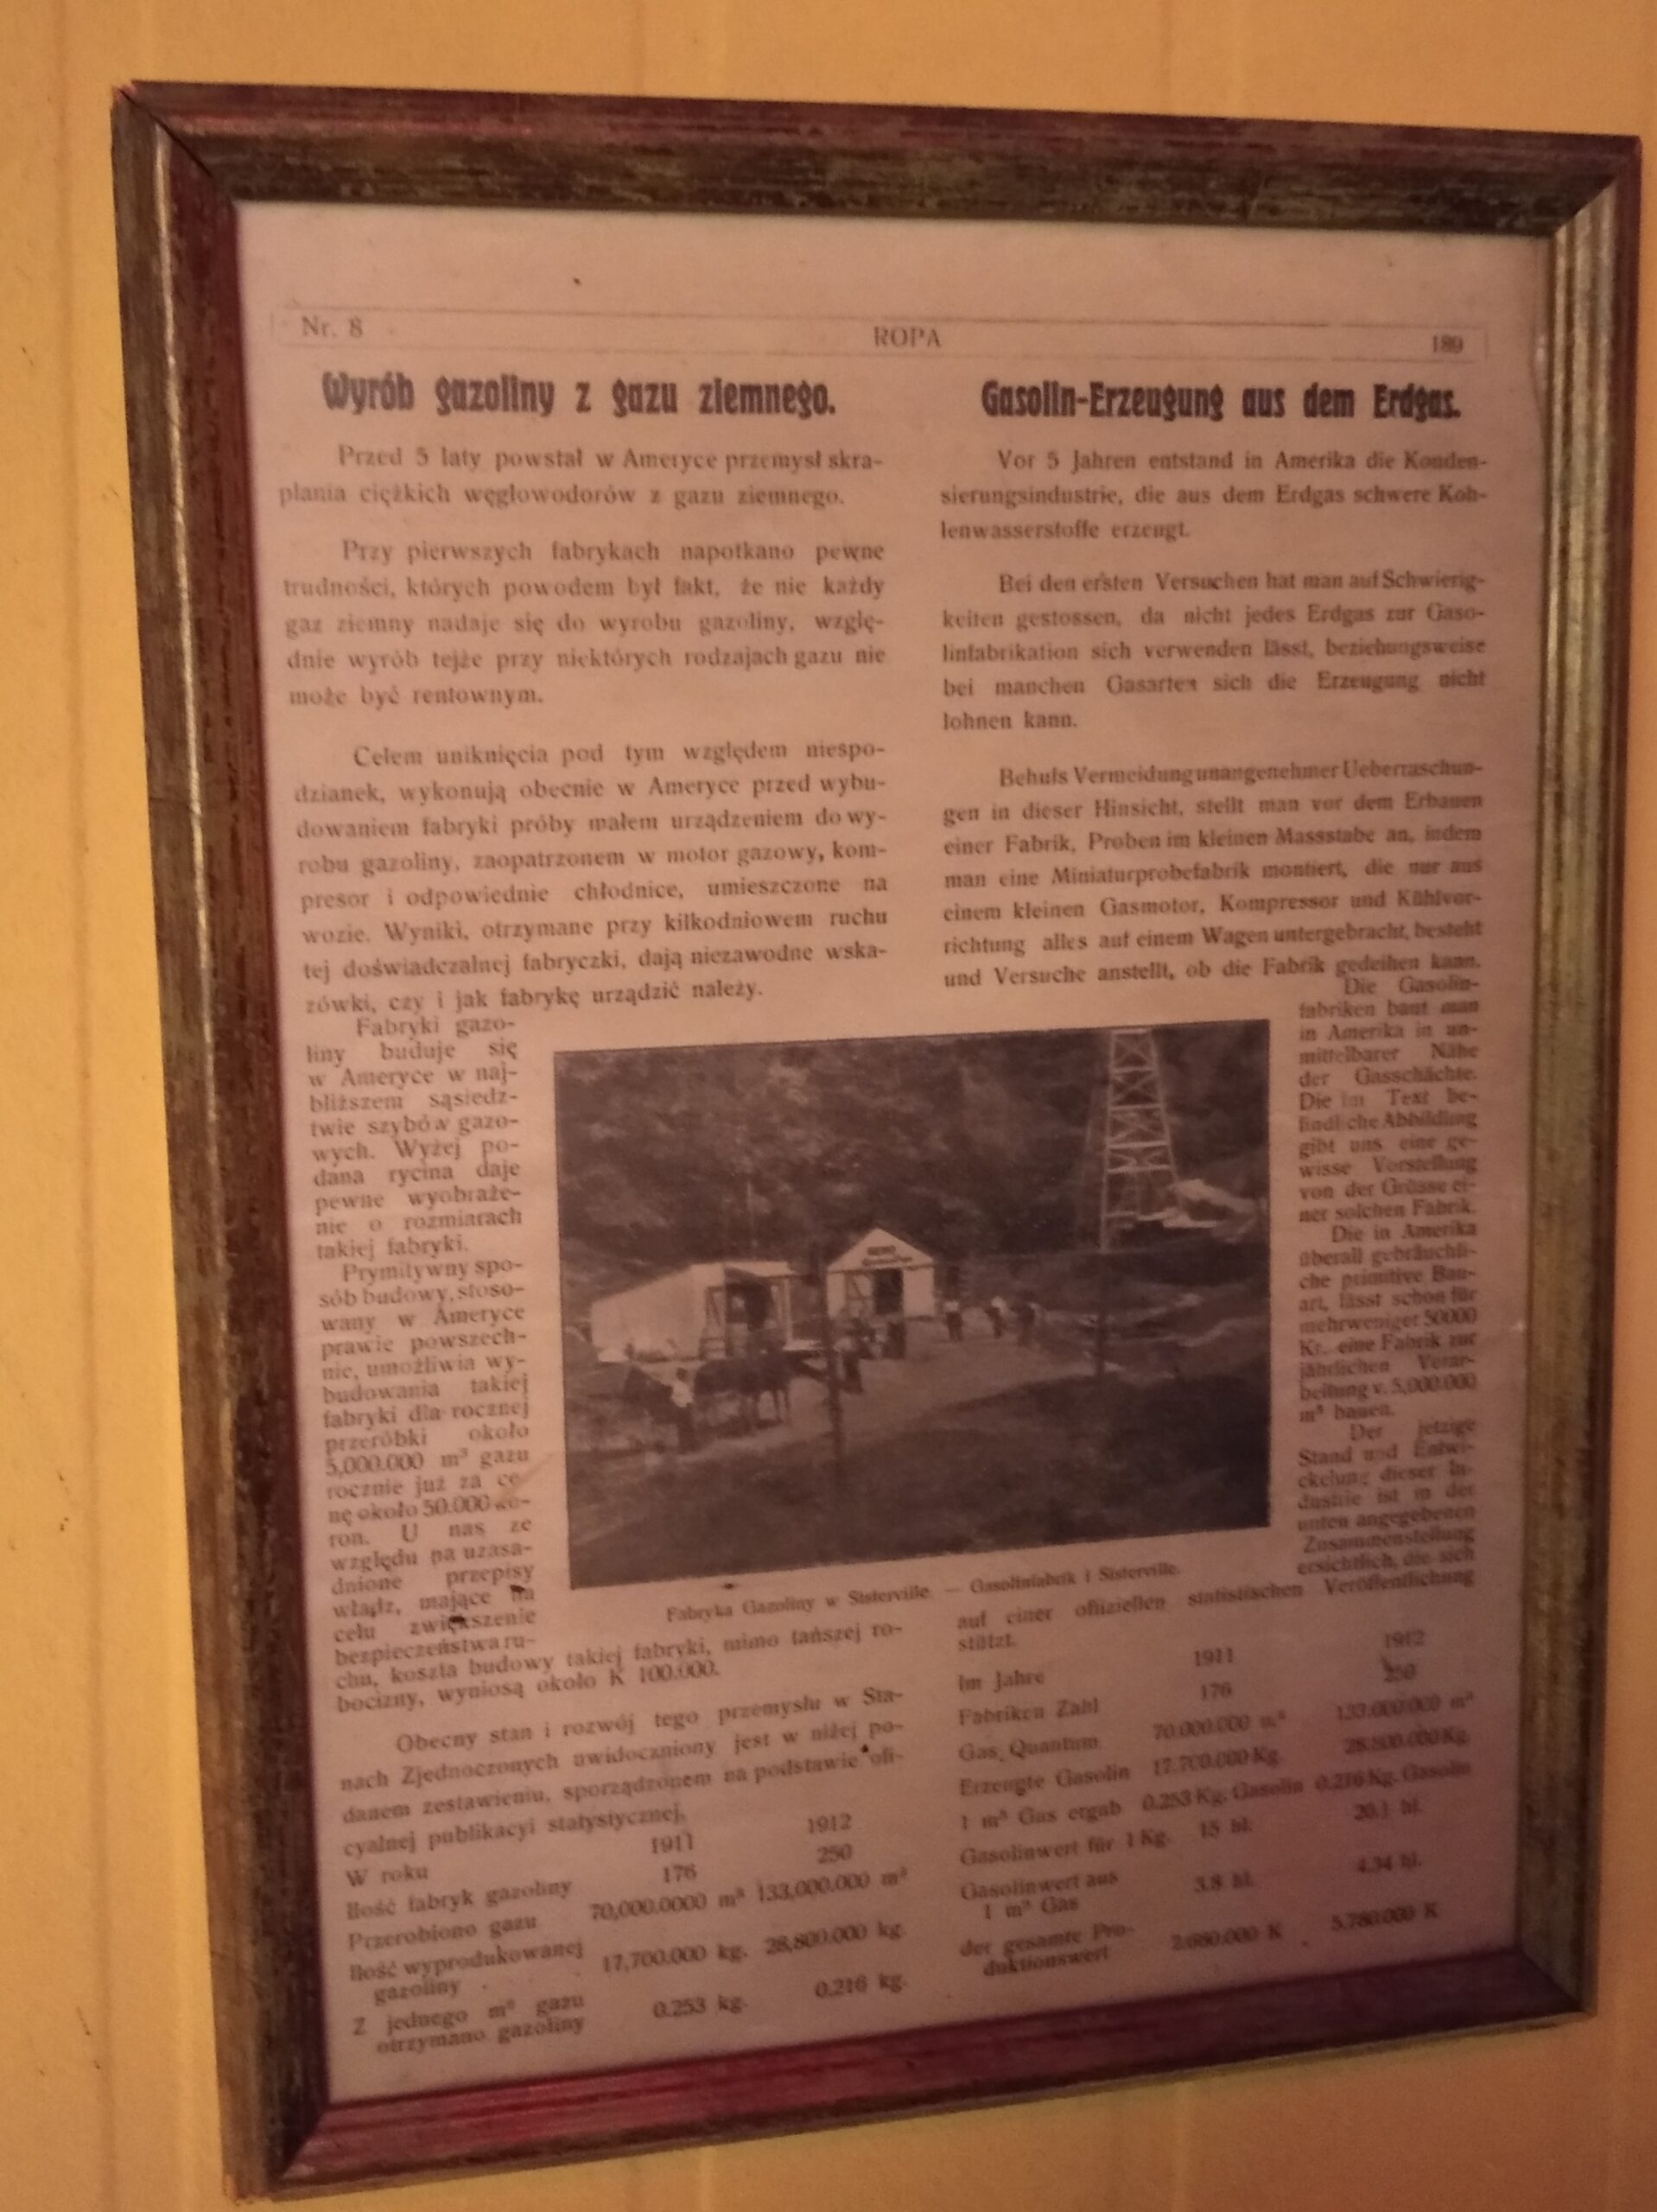 Nr. 8
ROPA
189
Wyrób gazoliny z gazu ziemnego.
Przed 5 laty powstał w Ameryce przemysł skra-
plania ciężkich węglowodorów z gazu ziemnego.
Przy pierwszych fabrykach napotkano pewne
trudności, których powodem był fakt, że nie każdy
gaz ziemny nadaje się do wyrobu gazoliny, wzglę-
dnie wyrób tejże przy niektórych rodzajach gazu nie
może być rentownym.
Celem uniknięcia pod tym względem niespo-
dzianek, wykonują obecnie w Ameryce przed wybu-
dowaniem fabryki próby małem urządzeniem do wy-
robu gazoliny, zaopatrzonem w motor gazowy, kom-
presor i odpowiednie chłodnice, umieszczone na
wozie. Wyniki, otrzymane przy kilkodniowem ruchu
tej doświadczalnej fabryczki, dają niezawodne wska-
zówki, czy i jak fabrykę urządzić należy.
Fabryki gazo-
liny buduje się
w Ameryce w naj-
bliższem sąsiedz-
twie szybów gazo-
wych. Wyżej po-
dana rycina daje
pewne wyobraże-
nie o rozmiarach
takiej fabryki.
Prymitywny spo-
sób budowy, stoso-
wany w Ameryce
prawie powszech-
nie, umożliwia wy-
budowania takiej
fabryki dla rocznej
przeróbki około
5,000.000 m³ gazu
rocznie już za ce-
nę około 50.000 ko-
ron. U nas ze
względu na uzasa-
dnione przepisy
władz, mające na
celu zwiększenie
bezpieczeństwa ru-
chu, koszta budowy takiej fabryki, mimo tańszej ro-
bocizny, wyniosą około K 100.000.
Obecny stan i rozwój tego przemysłu w Sta-
nach Zjednoczonych uwidoczniony jest w niżej po-
danem zestawieniu, sporządzonem na podstawie ofi-
cyalnej publikacyi statystycznej.
W roku 1911 1912
Ilość fabryk gazoliny 176 250
Przerobiono gazu 70,000.0000 m³ 133,000.000 m³
Ilość wyprodukowanej
gazoliny 17,700.000 kg. 28,800.000 kg.
Z jednego m³ gazu
otrzymano gazoliny 0.253 kg. 0.216 kg.
Fabryka Gazoliny w Sisterville. — Gasolinfabrik i Sisterville.
Gasolin-Erzeugung aus dem Erdgas.
Vor 5 Jahren entstand in Amerika die Konden-
sierungsindustrie, die aus dem Erdgas schwere Koh-
lenwasserstoffe erzeugt.
Bei den ersten Versuchen hat man auf Schwierig-
keiten gestossen, da nicht jedes Erdgas zur Gaso-
linfabrikation sich verwenden lässt, beziehungsweise
bei manchen Gasarten sich die Erzeugung nicht
lohnen kann.
Behufs Vermeidung unangenehmer Ueberraschun-
gen in dieser Hinsicht, stellt man vor dem Erbauen
einer Fabrik, Proben im kleinen Massstabe an, indem
man eine Miniaturprobefabrik montiert, die nur aus
einem kleinen Gasmotor, Kompressor und Kühlvor-
richtung alles auf einem Wagen untergebracht, besteht
und Versuche anstellt, ob die Fabrik gedeihen kann.
Die Gasolin-
fabriken baut man
in Amerika in un-
mittelbarer Nähe
der Gasschächte.
Die im Text be-
findliche Abbildung
gibt uns eine ge-
wisse Vorstellung
von der Grösse ei-
ner solchen Fabrik.
Die in Amerika
überall gebräuchli-
che primitive Bau-
art, lässt schon für
mehrweniger 50000
Kr. eine Fabrik zur
jährlichen Verar-
beitung v. 5,000.000
m³ bauen.
Der jetzige
Stand und Entwi-
ckelung dieser In-
dustrie ist in der
unten angegebenen
Zusammenstellung
ersichtlich, die sich
auf einer offiziellen statistischen Veröffentlichung
stützt.
Im Jahre 1911 1912
Fabriken Zahl 176 250
Gas, Quantum 70.000.000 m³ 133.000.000 m³
Erzeugte Gasolin 17.700.000 Kg. 28.800.000 Kg.
1 m³ Gas ergab 0.253 Kg. Gasolin 0.216 Kg. Gasolin
Gasolinwert für 1 Kg. 15 hl. 20.1 hl.
Gasolinwert aus
1 m³ Gas 3.8 hl. 4.34 hl.
der gesamte Pro-
duktionswert 2.680.000 K 5.780.000 K